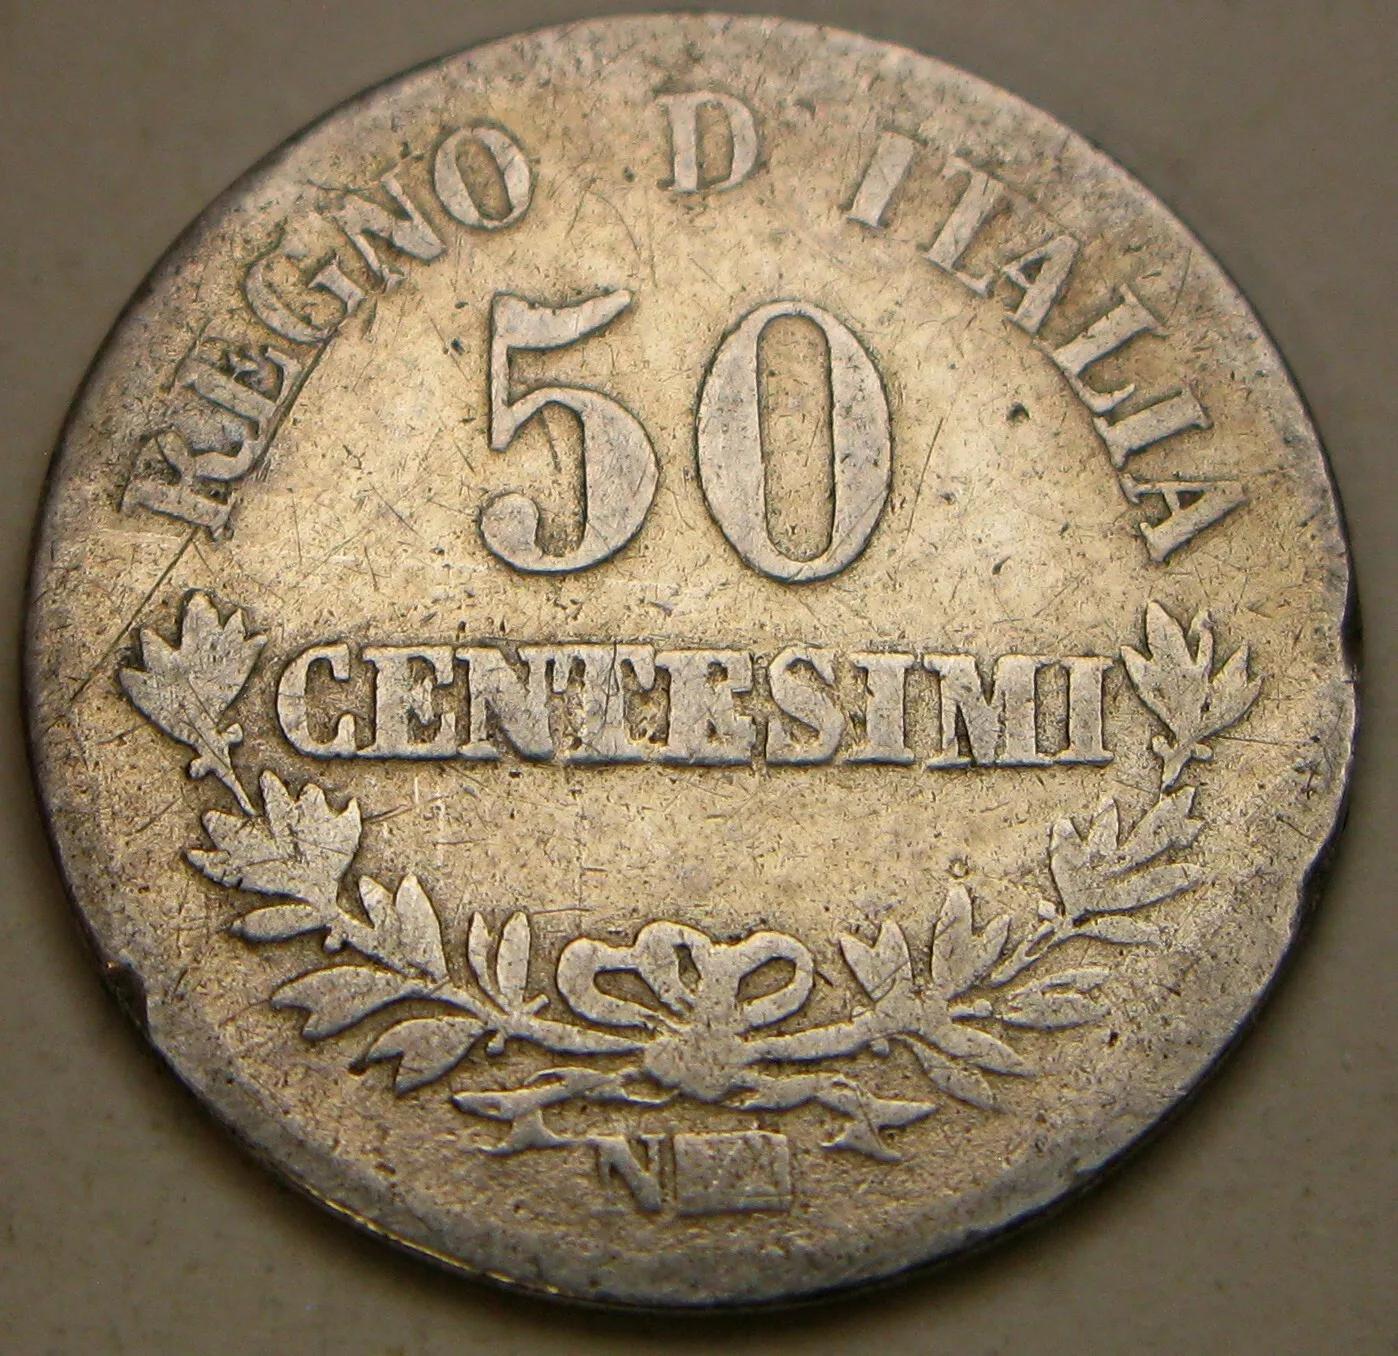 REGNO D ITALIA
50
CENTESIMI
N